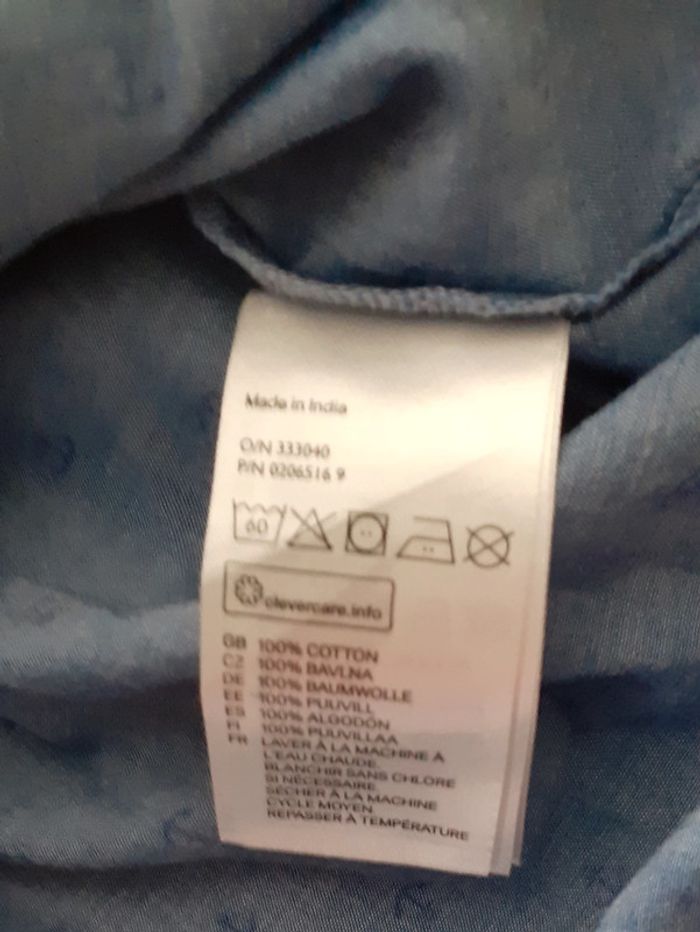 Made in India
O/N 333040
P/N 0206516 9
60
clevercare.info
GB 100% COTTON
CZ 100% BAVLNA
DE 100% BAUMWOLLE
EE 100% PUUVILL
ES 100% ALGODÓN
FI 100% PUUVILLAA
FR LAVER À LA MACHINE À
L'EAU CHAUDE.
BLANCHIR SANS CHLORE
SI NÉCESSAIRE.
SÉCHER À LA MACHINE
CYCLE MOYEN.
REPASSER À TEMPÉRATURE